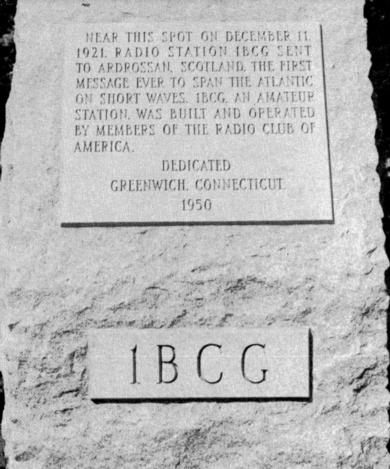 NEAR THIS SPOT ON DECEMBER 11,
1921, RADIO STATION 1BCG SENT
TO ARDROSSAN, SCOTLAND, THE FIRST
MESSAGE EVER TO SPAN THE ATLANTIC
ON SHORT WAVES. 1BCG, AN AMATEUR
STATION, WAS BUILT AND OPERATED
BY MEMBERS OF THE RADIO CLUB OF
AMERICA.
DEDICATED
GREENWICH, CONNECTICUT
1950
1BCG